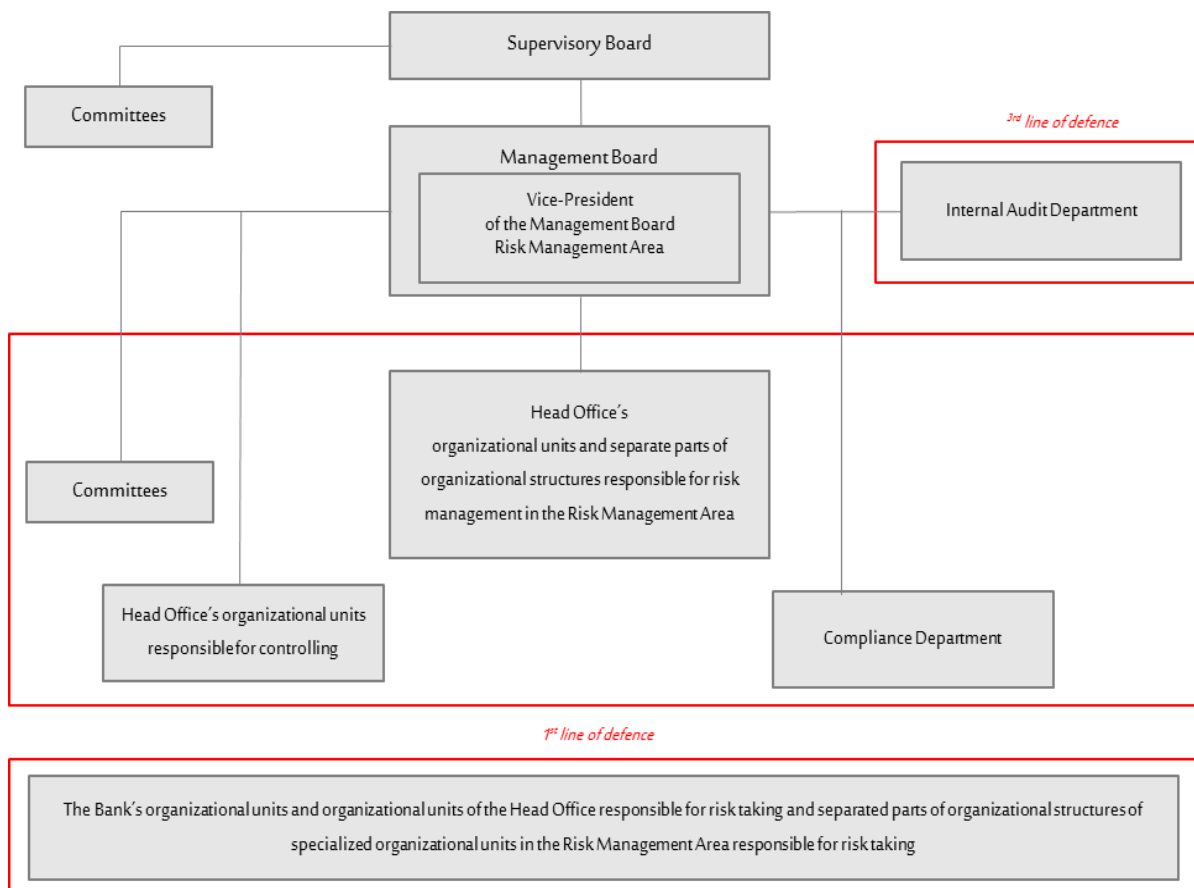 Supervisory Board
Committees
3rd line of defence
Management Board
Vice-President
of the Management Board
Risk Management Area
Internal Audit Department
Head Office´s
organizational units and separate parts of
organizational structures responsible for risk
management in the Risk Management Area
Committees
Head Office´s organizational units
responsible for controlling
Compliance Department
1st line of defence
The Bank´s organizational units and organizational units of the Head Office responsible for risk taking and separated parts of organizational structures of
specialized organizational units in the Risk Management Area responsible for risk taking